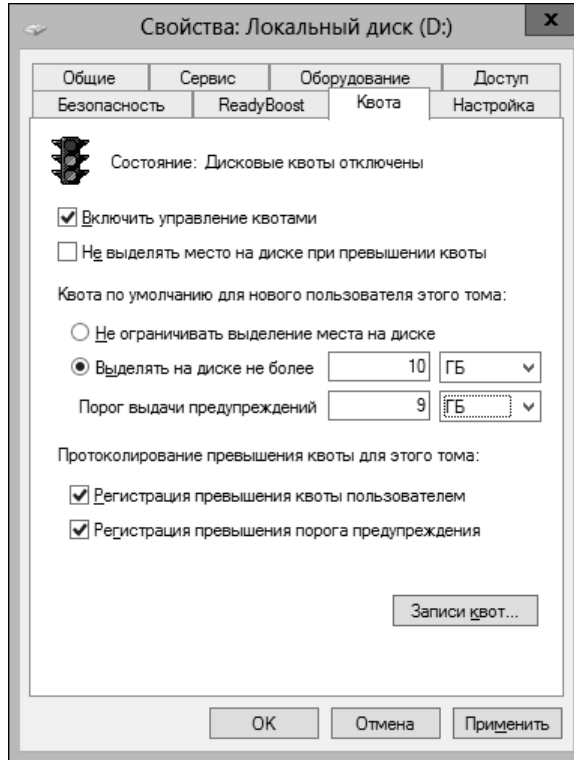 Свойства: Локальный диск (D:)
x
Общие Сервис Оборудование Доступ
Безопасность ReadyBoost Квота Настройка
Состояние: Дисковые квоты отключены
Включить управление квотами
Не выделять место на диске при превышении квоты
Квота по умолчанию для нового пользователя этого тома:
Не ограничивать выделение места на диске
Выделять на диске не более 10 ГБ
Порог выдачи предупреждений 9 ГБ
Протоколирование превышения квоты для этого тома:
Регистрация превышения квоты пользователем
Регистрация превышения порога предупреждения
Записи квот...
OK Отмена Применить